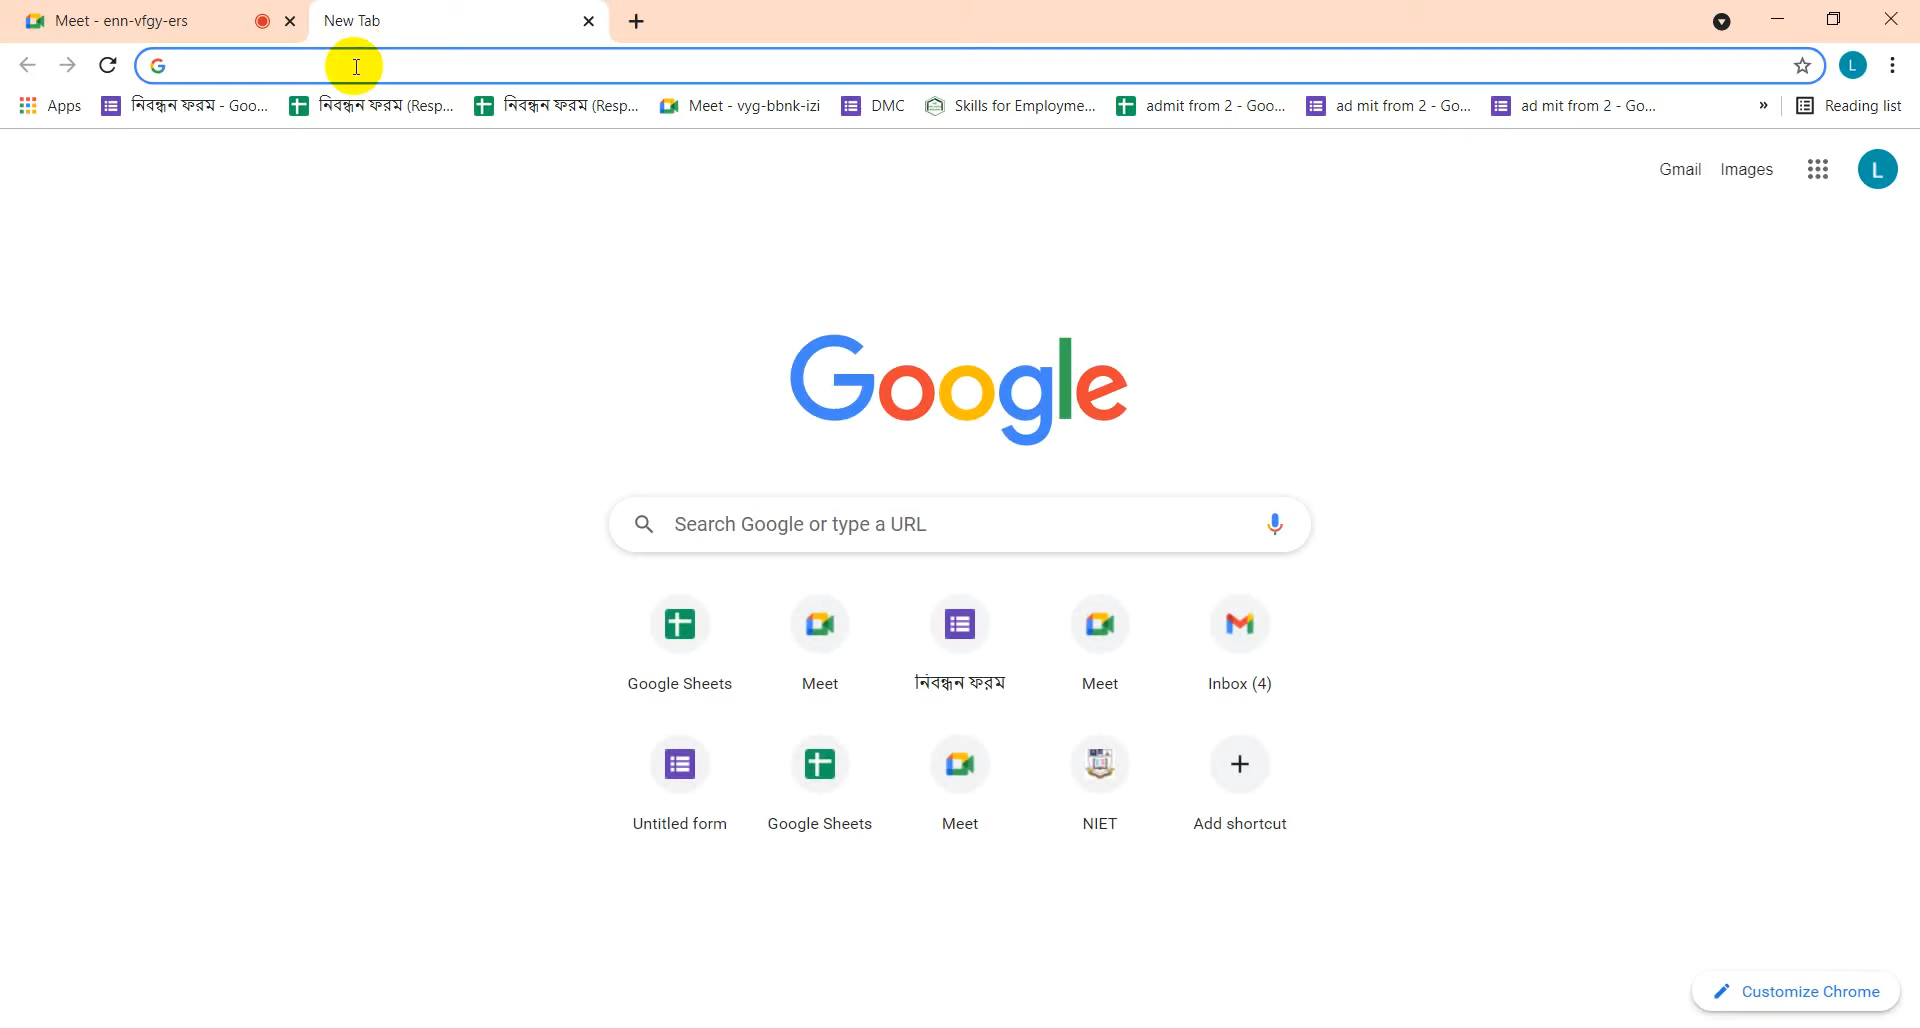 Meet - enn-vfgy-ers New Tab
Apps নিবন্ধন ফরম - Goo... নিবন্ধন ফরম (Resp... নিবন্ধন ফরম (Resp... Meet - vyg-bbnk-izi DMC Skills for Employme... admit from 2 - Goo... ad mit from 2 - Go... ad mit from 2 - Go... » Reading list
L
Gmail Images L
Google
Search Google or type a URL
Google Sheets Meet নিবন্ধন ফরম Meet Inbox (4)
Untitled form Google Sheets Meet NIET Add shortcut
Customize Chrome